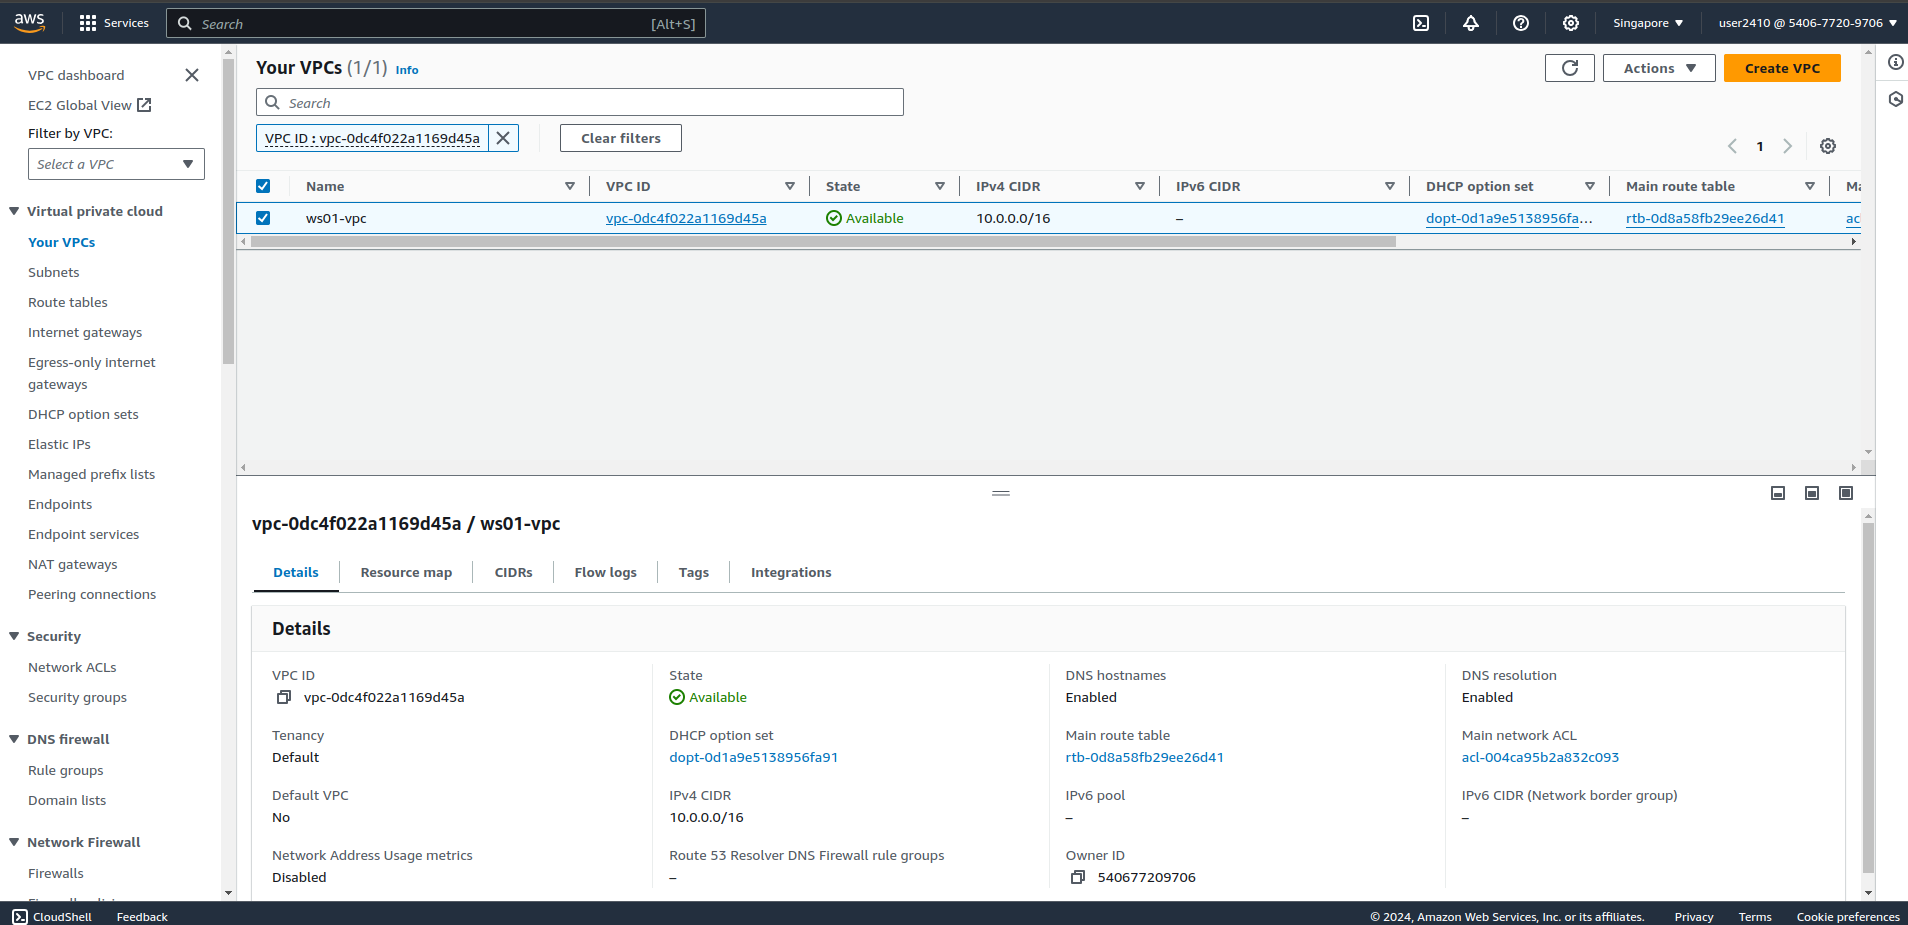 aws Services Search [Alt+S] Singapore user2410 @ 5406-7720-9706
VPC dashboard
EC2 Global View
Filter by VPC:
Select a VPC
Virtual private cloud
Your VPCs
Subnets
Route tables
Internet gateways
Egress-only internet
gateways
DHCP option sets
Elastic IPs
Managed prefix lists
Endpoints
Endpoint services
NAT gateways
Peering connections
Security
Network ACLs
Security groups
DNS firewall
Rule groups
Domain lists
Network Firewall
Firewalls
Your VPCs (1/1) Info
Actions Create VPC
Search
VPC ID : vpc-0dc4f022a1169d45a Clear filters
1
Name VPC ID State IPv4 CIDR IPv6 CIDR DHCP option set Main route table Ma
ws01-vpc vpc-0dc4f022a1169d45a Available 10.0.0.0/16 – dopt-0d1a9e5138956fa... rtb-0d8a58fb29ee26d41 ac
vpc-0dc4f022a1169d45a / ws01-vpc
Details Resource map CIDRs Flow logs Tags Integrations
Details
VPC ID State DNS hostnames DNS resolution
vpc-0dc4f022a1169d45a Available Enabled Enabled
Tenancy DHCP option set Main route table Main network ACL
Default dopt-0d1a9e5138956fa91 rtb-0d8a58fb29ee26d41 acl-004ca95b2a832c093
Default VPC IPv4 CIDR IPv6 pool IPv6 CIDR (Network border group)
No 10.0.0.0/16 – –
Network Address Usage metrics Route 53 Resolver DNS Firewall rule groups Owner ID
Disabled – 540677209706
CloudShell Feedback © 2024, Amazon Web Services, Inc. or its affiliates. Privacy Terms Cookie preferences